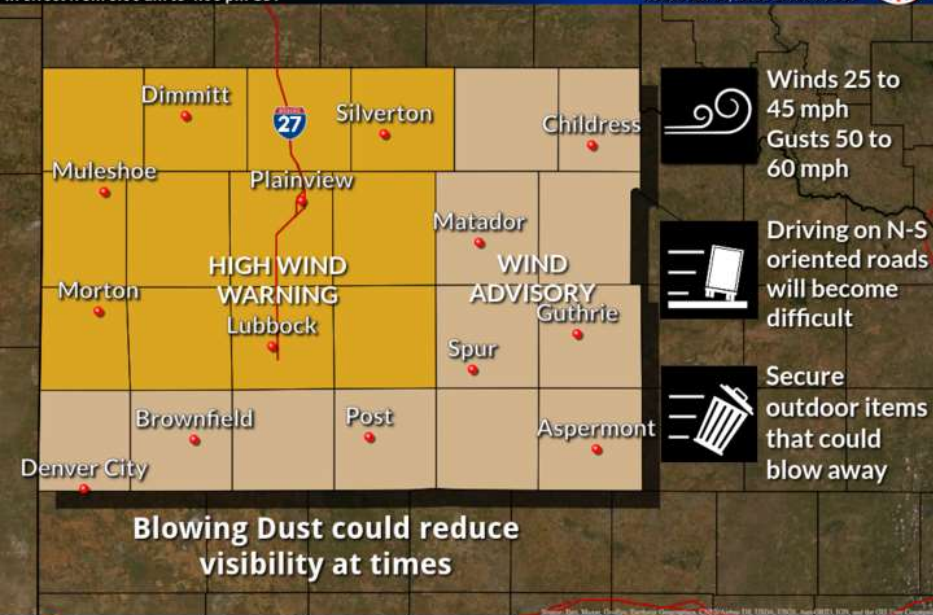 Dimmitt
INTERSTATE
27
Silverton
Childress
Muleshoe
Plainview
Matador
HIGH WIND
WARNING
WIND
ADVISORY
Morton
Guthrie
Lubbock
Spur
Brownfield
Post
Aspermont
Denver City
Winds 25 to
45 mph
Gusts 50 to
60 mph
Driving on N-S
oriented roads
will become
difficult
Secure
outdoor items
that could
blow away
Blowing Dust could reduce
visibility at times